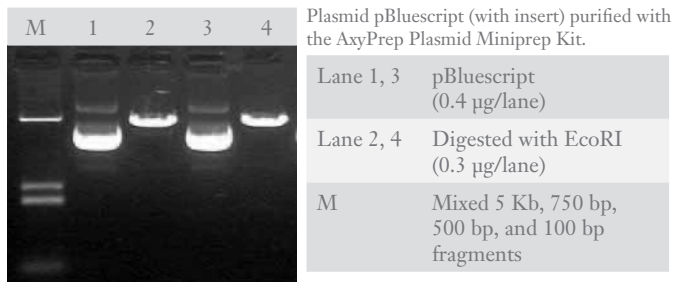 M 1 2 3 4
Plasmid pBluescript (with insert) purified with
the AxyPrep Plasmid Miniprep Kit.
Lane 1, 3 pBluescript
(0.4 µg/lane)
Lane 2, 4 Digested with EcoRI
(0.3 µg/lane)
M Mixed 5 Kb, 750 bp,
500 bp, and 100 bp
fragments